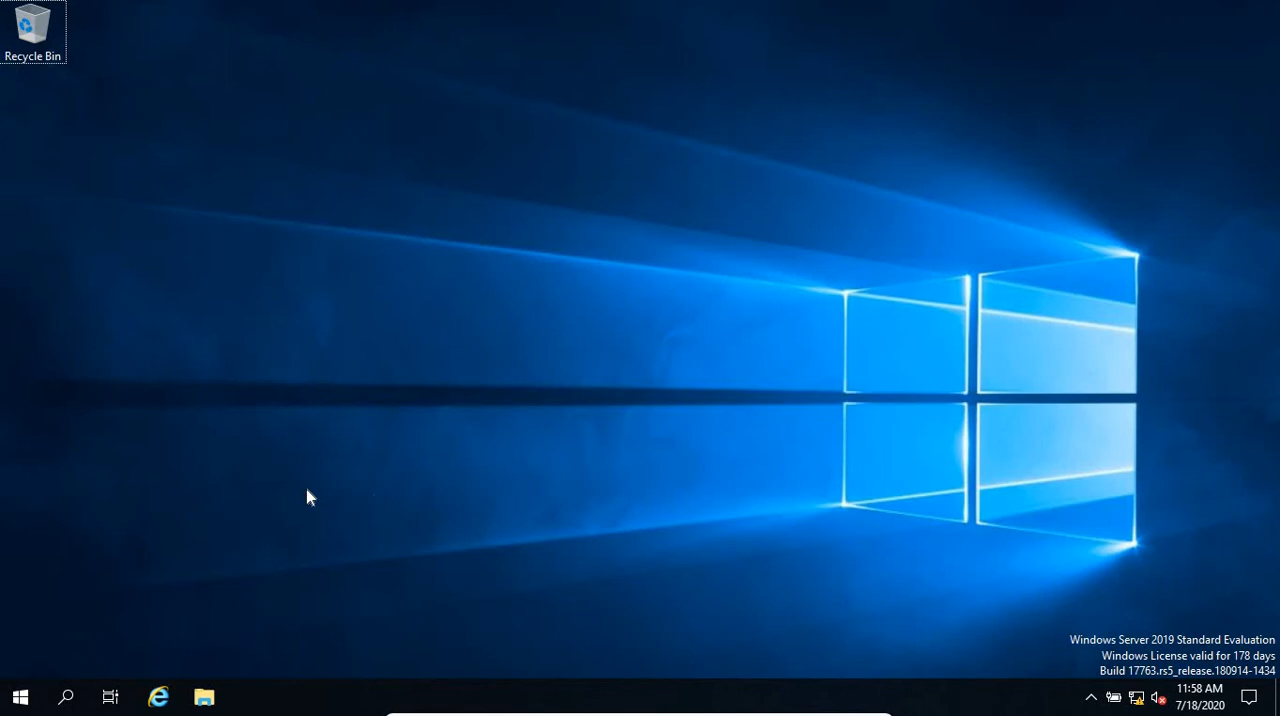 Recycle Bin
Windows Server 2019 Standard Evaluation
Windows License valid for 178 days
Build 17763.rs5_release.180914-1434
11:58 AM
7/18/2020